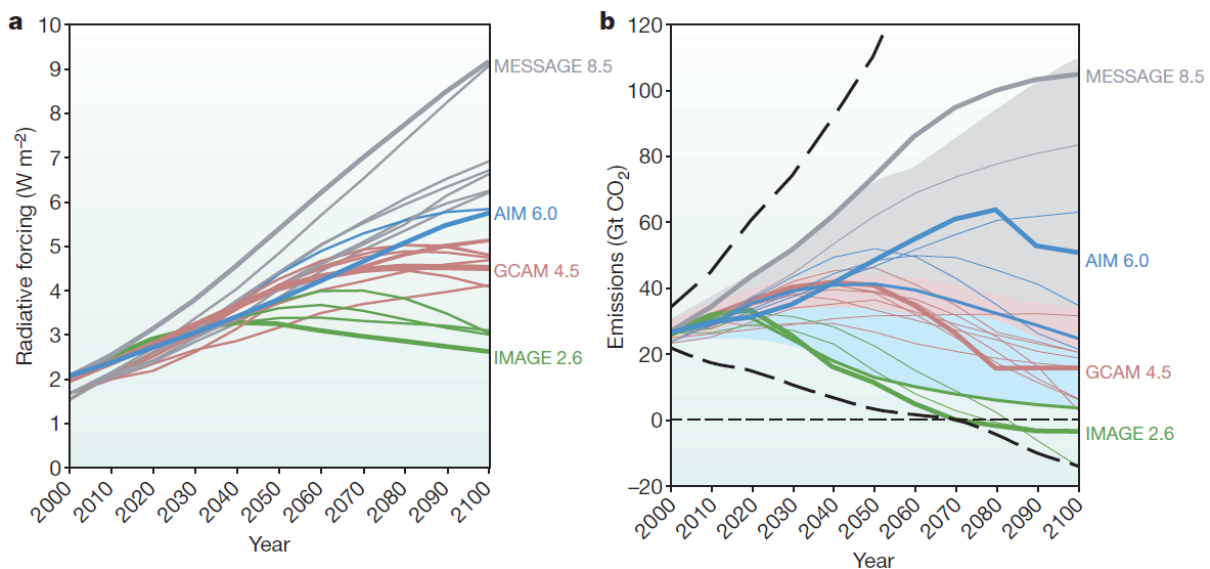 a
Radiative forcing (W m⁻²)
10
9
8
7
6
5
4
3
2
1
0
2000
2010
2020
2030
2040
2050
2060
2070
2080
2090
2100
Year
MESSAGE 8.5
AIM 6.0
GCAM 4.5
IMAGE 2.6
b
Emissions (Gt CO₂)
120
100
80
60
40
20
0
−20
2000
2010
2020
2030
2040
2050
2060
2070
2080
2090
2100
Year
MESSAGE 8.5
AIM 6.0
GCAM 4.5
IMAGE 2.6